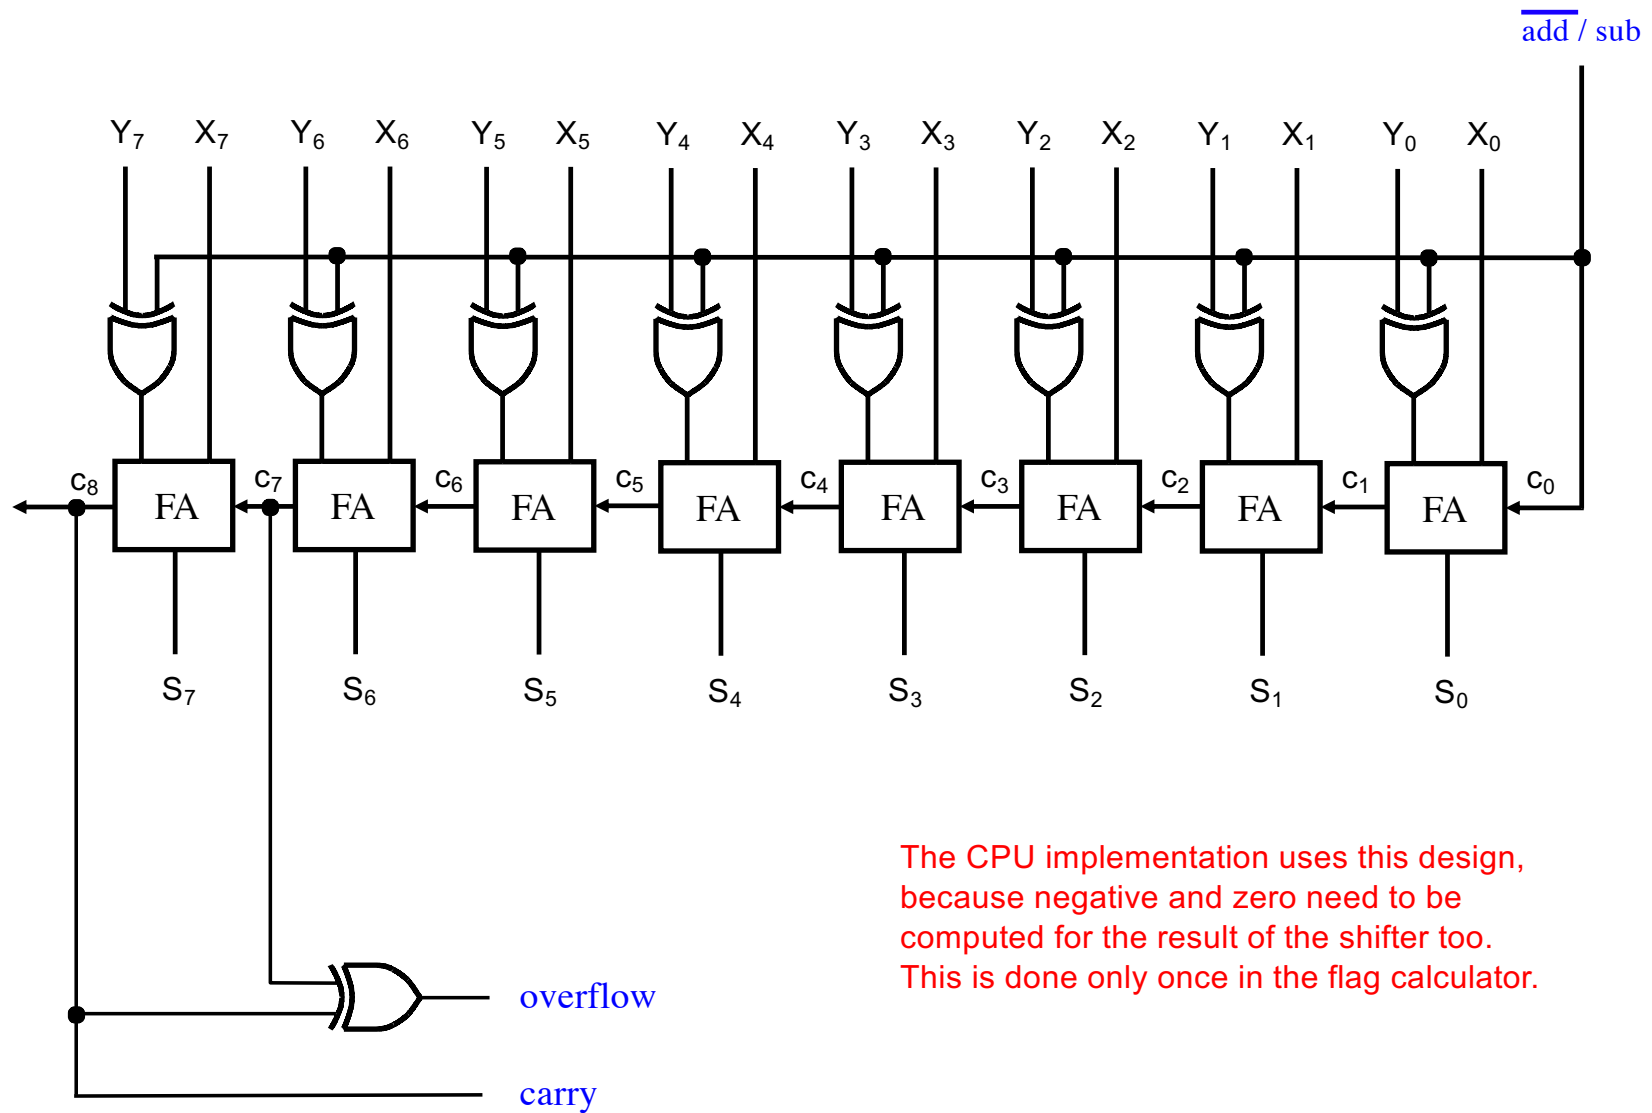 add / sub
Y7 X7 Y6 X6 Y5 X5 Y4 X4 Y3 X3 Y2 X2 Y1 X1 Y0 X0
c8 FA c7 FA c6 FA c5 FA c4 FA c3 FA c2 FA c1 FA c0
S7 S6 S5 S4 S3 S2 S1 S0
The CPU implementation uses this design,
because negative and zero need to be
computed for the result of the shifter too.
This is done only once in the flag calculator.
overflow
carry